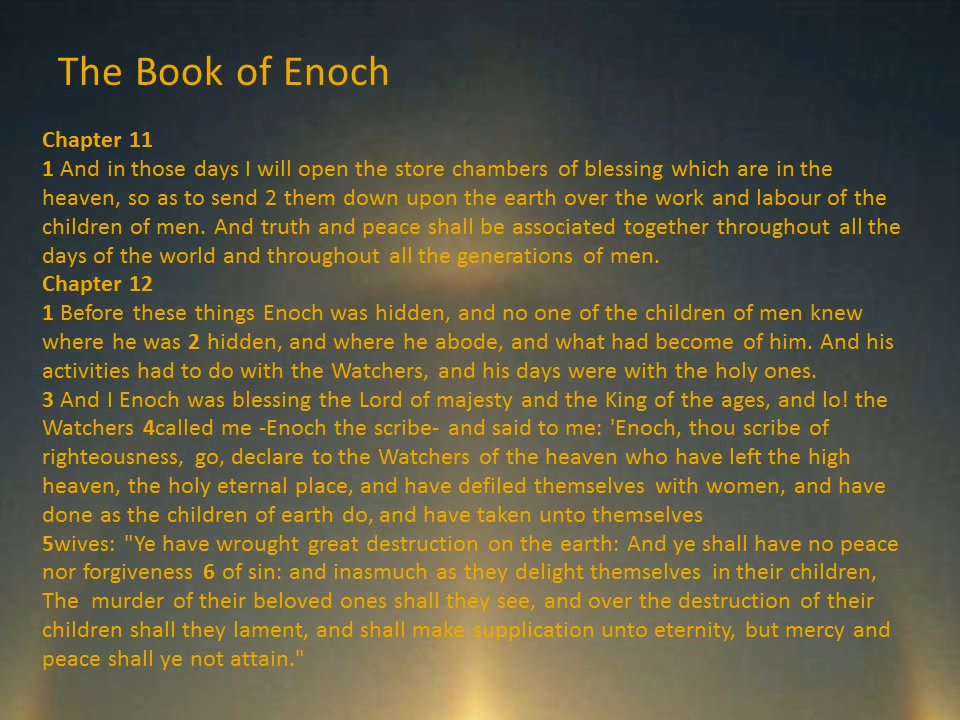 The Book of Enoch
Chapter 11
1 And in those days I will open the store chambers of blessing which are in the
heaven, so as to send 2 them down upon the earth over the work and labour of the
children of men. And truth and peace shall be associated together throughout all the
days of the world and throughout all the generations of men.
Chapter 12
1 Before these things Enoch was hidden, and no one of the children of men knew
where he was 2 hidden, and where he abode, and what had become of him. And his
activities had to do with the Watchers, and his days were with the holy ones.
3 And I Enoch was blessing the Lord of majesty and the King of the ages, and lo! the
Watchers 4called me -Enoch the scribe- and said to me: 'Enoch, thou scribe of
righteousness, go, declare to the Watchers of the heaven who have left the high
heaven, the holy eternal place, and have defiled themselves with women, and have
done as the children of earth do, and have taken unto themselves
5wives: "Ye have wrought great destruction on the earth: And ye shall have no peace
nor forgiveness 6 of sin: and inasmuch as they delight themselves in their children,
The murder of their beloved ones shall they see, and over the destruction of their
children shall they lament, and shall make supplication unto eternity, but mercy and
peace shall ye not attain."